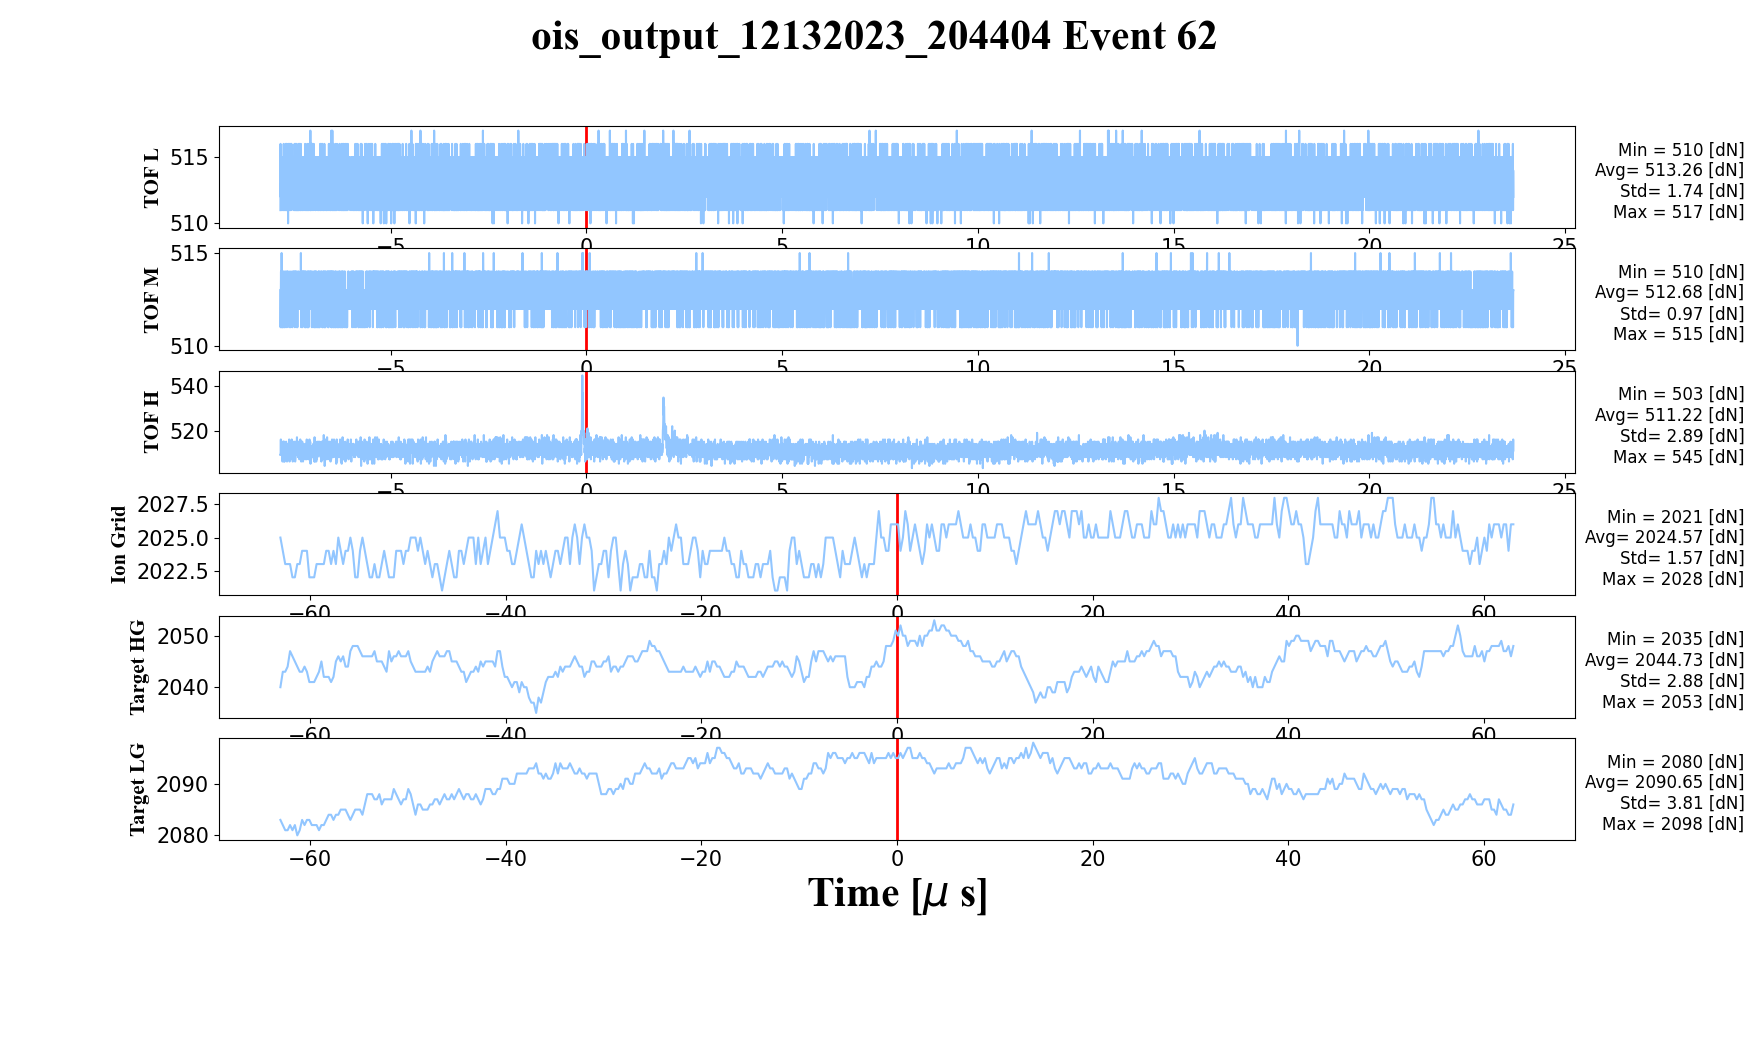 ois_output_12132023_204404 Event 62
TOF L
515
510
−5 0 5 10 15 20 25
Min = 510 [dN]
Avg= 513.26 [dN]
Std= 1.74 [dN]
Max = 517 [dN]
TOF M
515
510
−5 0 5 10 15 20 25
Min = 510 [dN]
Avg= 512.68 [dN]
Std= 0.97 [dN]
Max = 515 [dN]
TOF H
540
520
−5 0 5 10 15 20 25
Min = 503 [dN]
Avg= 511.22 [dN]
Std= 2.89 [dN]
Max = 545 [dN]
Ion Grid
2027.5
2025.0
2022.5
−60 −40 −20 0 20 40 60
Min = 2021 [dN]
Avg= 2024.57 [dN]
Std= 1.57 [dN]
Max = 2028 [dN]
Target HG
2050
2040
−60 −40 −20 0 20 40 60
Min = 2035 [dN]
Avg= 2044.73 [dN]
Std= 2.88 [dN]
Max = 2053 [dN]
Target LG
2090
2080
−60 −40 −20 0 20 40 60
Min = 2080 [dN]
Avg= 2090.65 [dN]
Std= 3.81 [dN]
Max = 2098 [dN]
Time [μ s]